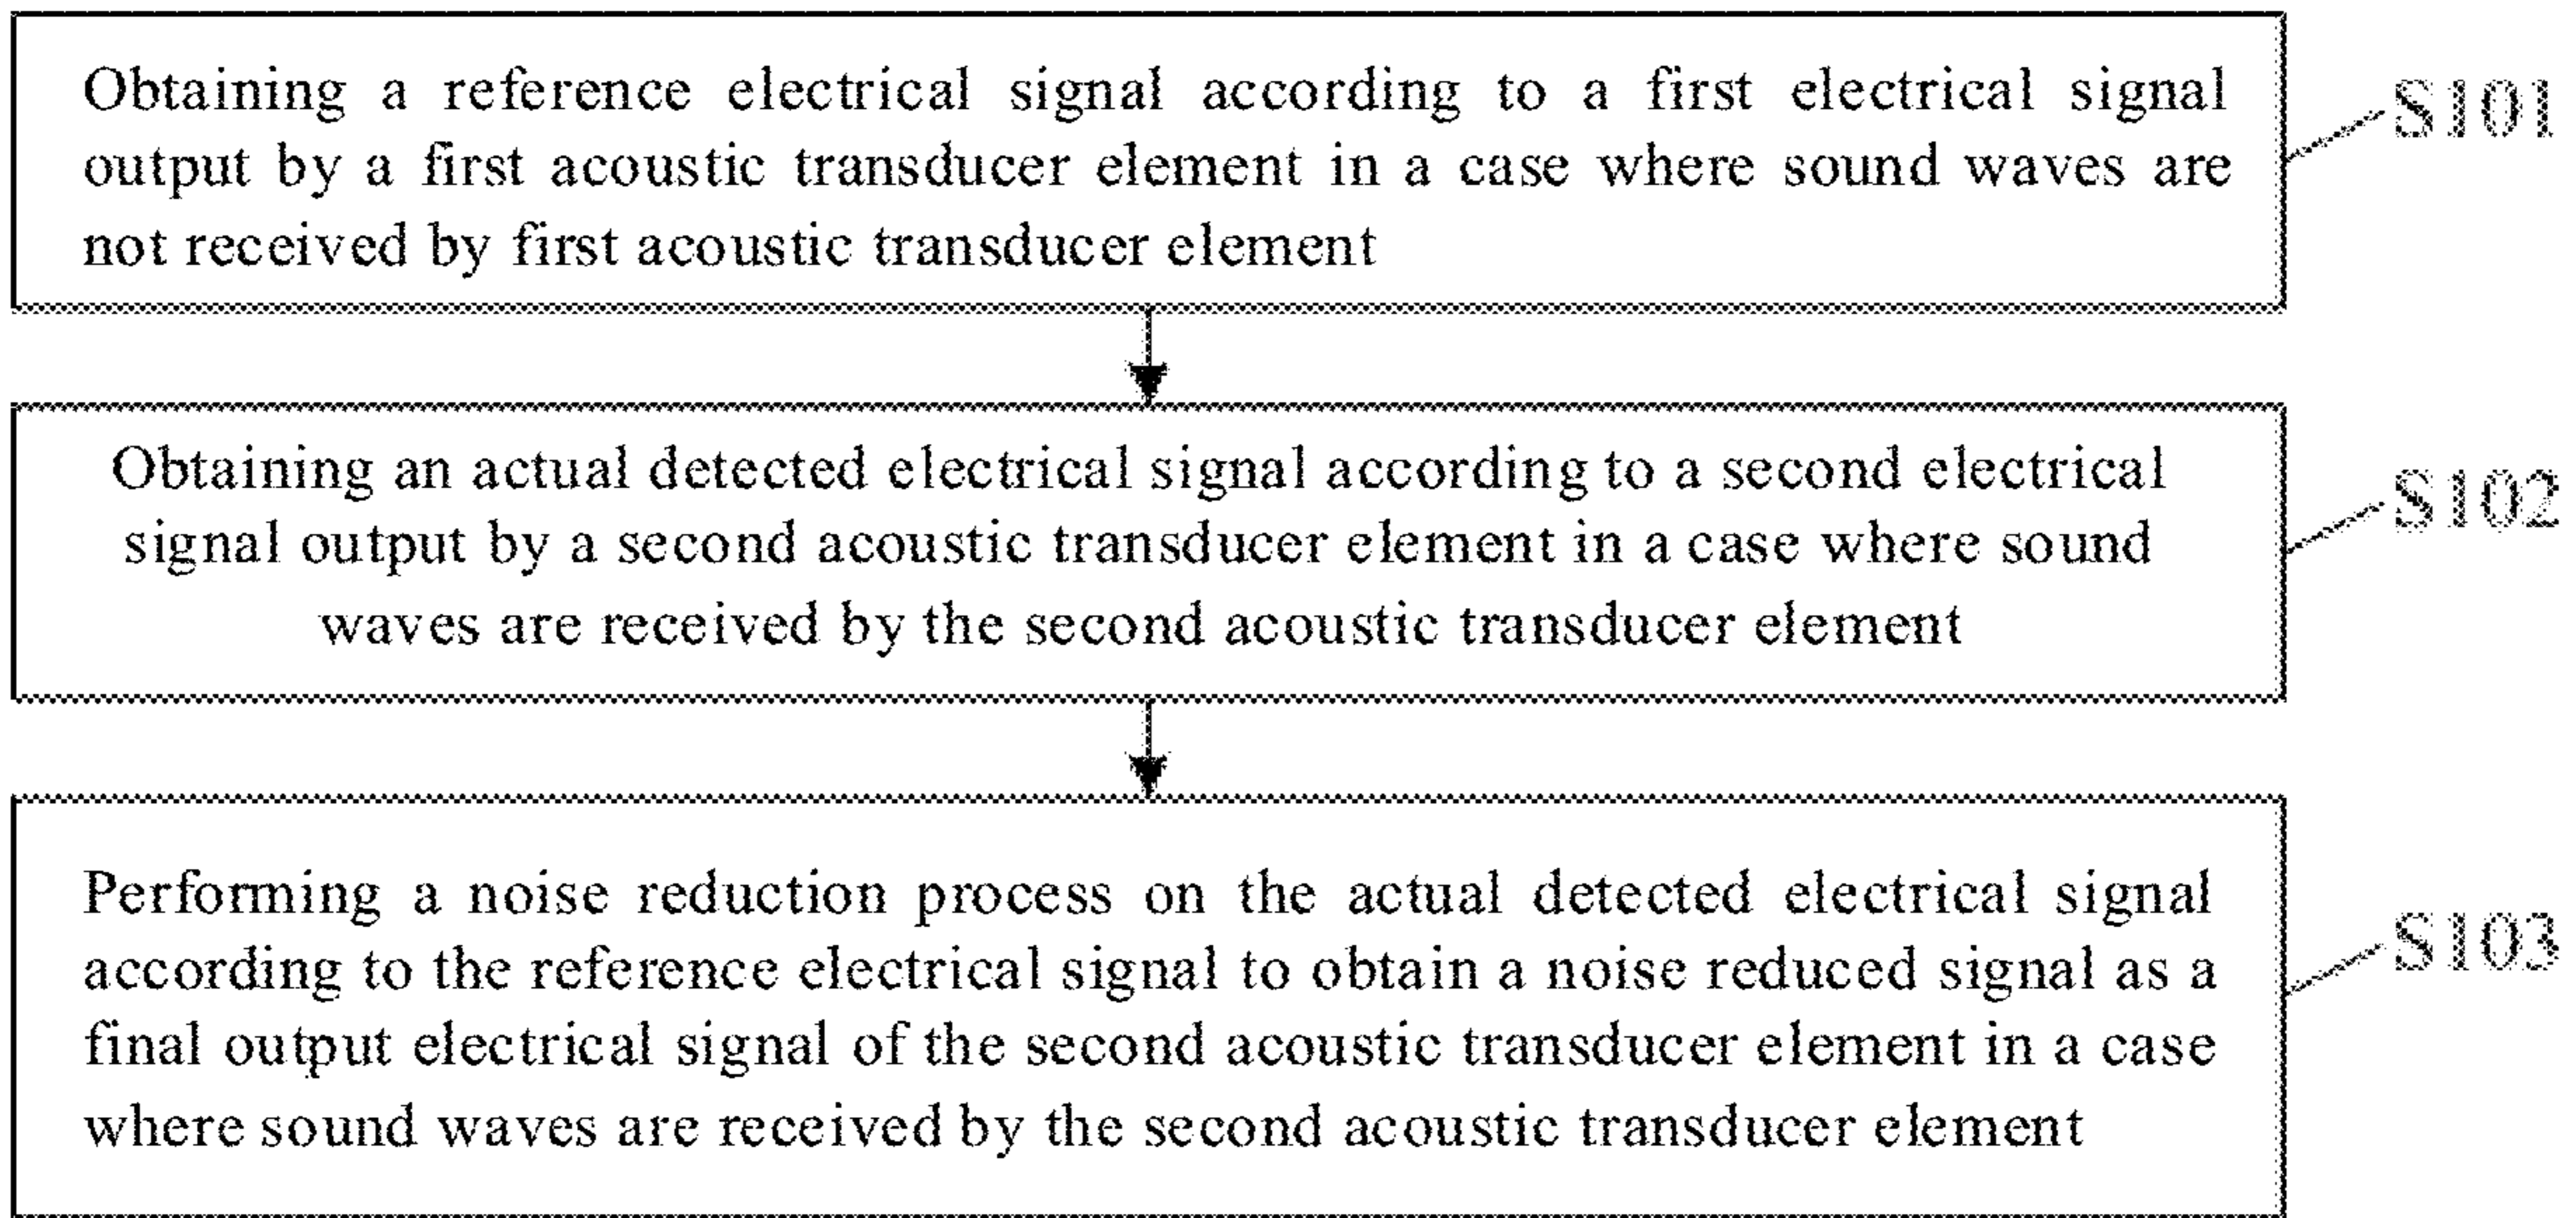 Obtaining a reference electrical signal according to a first electrical signal
output by a first acoustic transducer element in a case where sound waves are
not received by first acoustic transducer element
S101
Obtaining an actual detected electrical signal according to a second electrical
signal output by a second acoustic transducer element in a case where sound
waves are received by the second acoustic transducer element
S102
Performing a noise reduction process on the actual detected electrical signal
according to the reference electrical signal to obtain a noise reduced signal as a
final output electrical signal of the second acoustic transducer element in a case
where sound waves are received by the second acoustic transducer element
S103